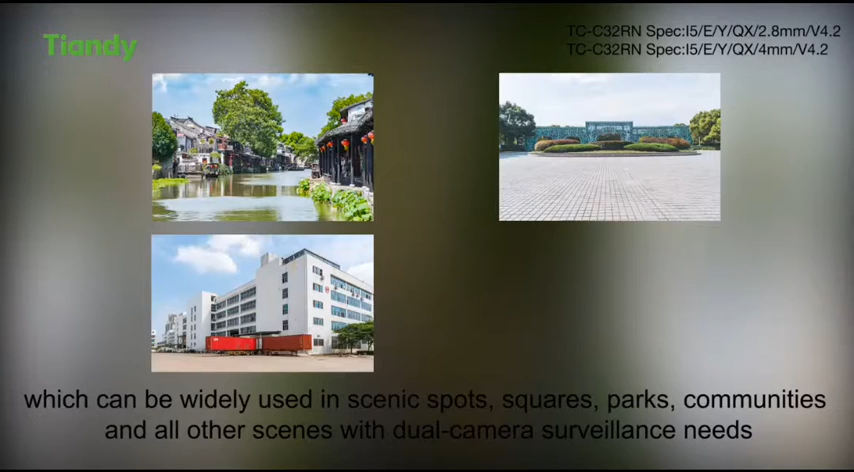 Tiandy
TC-C32RN Spec:I5/E/Y/QX/2.8mm/V4.2
TC-C32RN Spec:I5/E/Y/QX/4mm/V4.2
which can be widely used in scenic spots, squares, parks, communities
and all other scenes with dual-camera surveillance needs